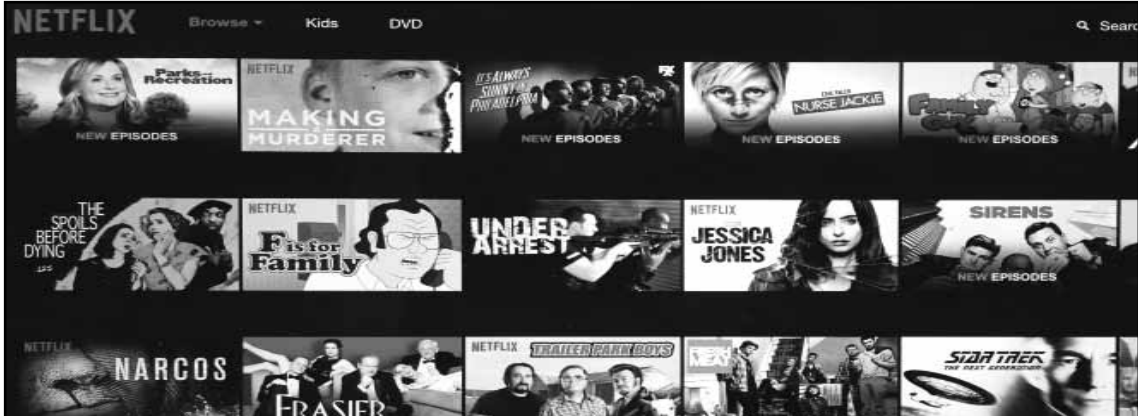 NETFLIX Browse Kids DVD Searc
Parks and Recreation
NEW EPISODES
NETFLIX
MAKING
A
MURDERER
IT'S ALWAYS
SUNNY IN
PHILADELPHIA
FXX
NEW EPISODES
NURSE JACKIE
NEW EPISODES
FAMILY
GUY
NEW EPISODES
THE
SPOILS
BEFORE
DYING
IFC
NETFLIX
F is for
Family
UNDER
ARREST
NETFLIX
JESSICA
JONES
SIRENS
NEW EPISODES
NETFLIX
NARCOS
FRASIER
NETFLIX TRAILER PARK BOYS
STAR TREK
THE NEXT GENERATION